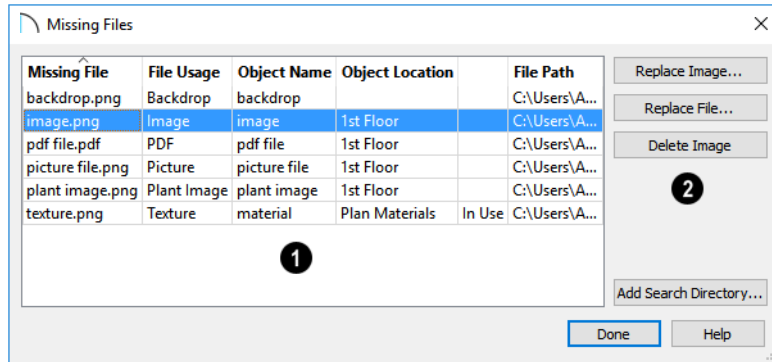 Missing Files
Missing File File Usage Object Name Object Location File Path
backdrop.png Backdrop backdrop C:\Users\A...
image.png Image image 1st Floor C:\Users\A...
pdf file.pdf PDF pdf file 1st Floor C:\Users\A...
picture file.png Picture picture file 1st Floor C:\Users\A...
plant image.png Plant Image plant image 1st Floor C:\Users\A...
texture.png Texture material Plan Materials In Use C:\Users\A...
1
Replace Image...
Replace File...
Delete Image
2
Add Search Directory...
Done Help